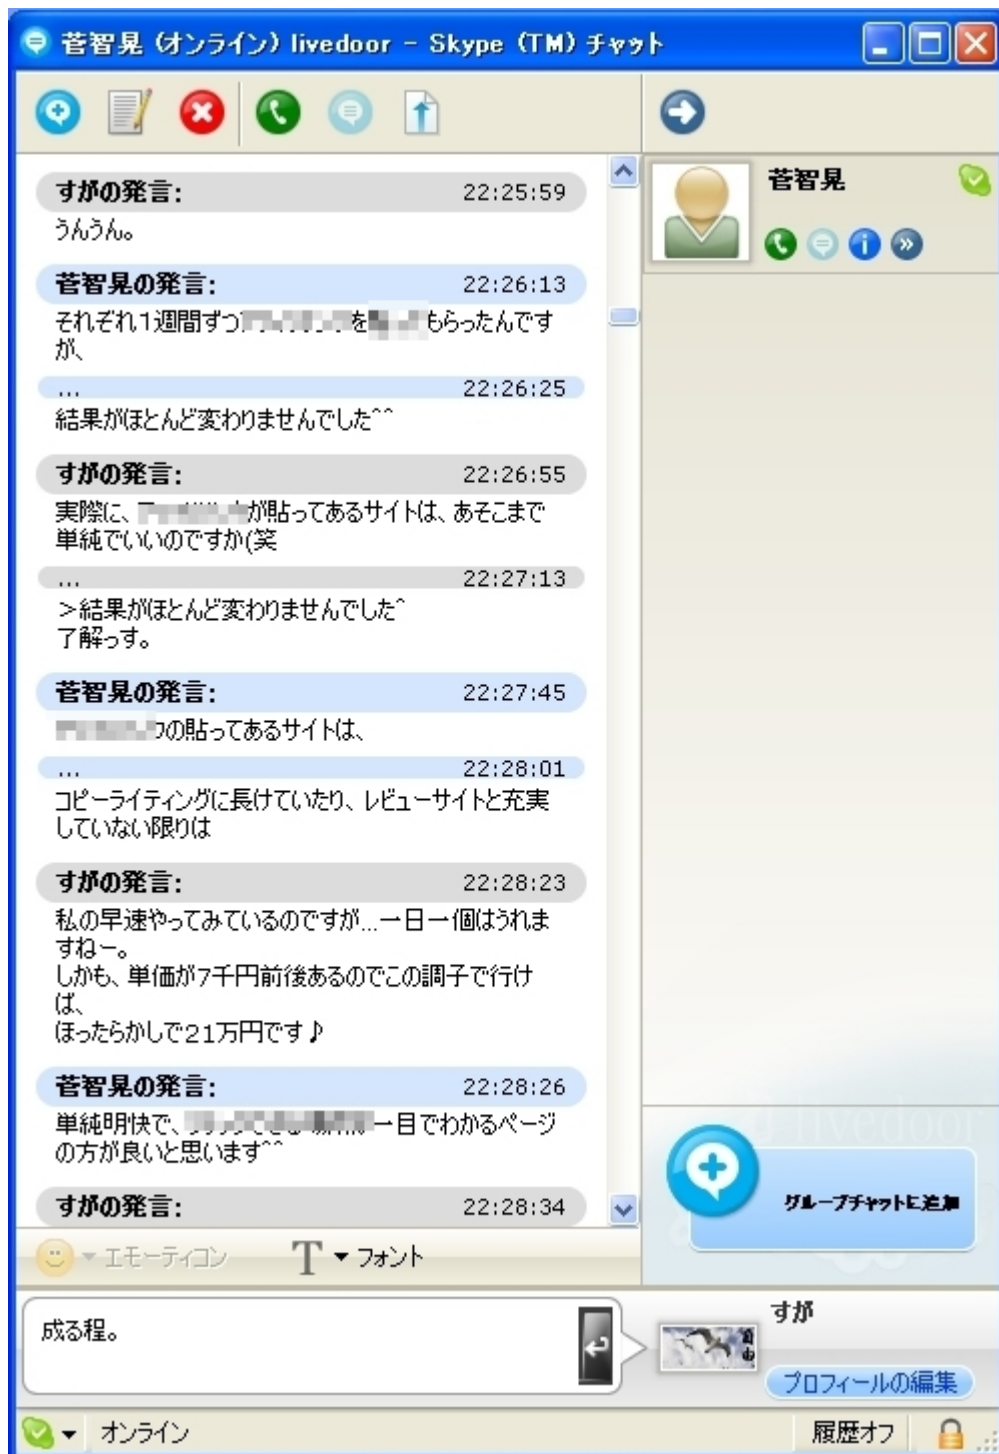 菅智晃 (オンライン) livedoor - Skype (TM) チャット
すがの発言: 22:25:59
うんうん。
菅智晃の発言: 22:26:13
それぞれ1週間ずつ を もらったんです
が、
... 22:26:25
結果がほとんど変わりませんでした^^
すがの発言: 22:26:55
実際に、 が貼ってあるサイトは、あそこまで
単純でいいのですか(笑
... 22:27:13
>結果がほとんど変わりませんでした^
了解っす。
菅智晃の発言: 22:27:45
の貼ってあるサイトは、
... 22:28:01
コピーライティングに長けていたり、レビューサイトと充実
していない限りは
すがの発言: 22:28:23
私の早速やってみているのですが...一日一個はうれま
すねー。
しかも、単価が7千円前後あるのでこの調子で行け
ば、
ほったらかしで21万円です♪
菅智晃の発言: 22:28:26
単純明快で、 一目でわかるページ
の方が良いと思います^^
すがの発言: 22:28:34
エモーティコン
T フォント
成る程。
オンライン
菅智晃
livedoor
グループチャットに追加
すが
自由
プロフィールの編集
履歴オフ